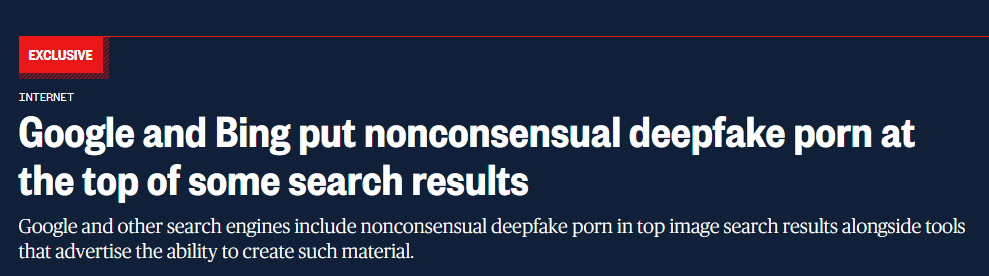 EXCLUSIVE
INTERNET
Google and Bing put nonconsensual deepfake porn at
the top of some search results
Google and other search engines include nonconsensual deepfake porn in top image search results alongside tools
that advertise the ability to create such material.